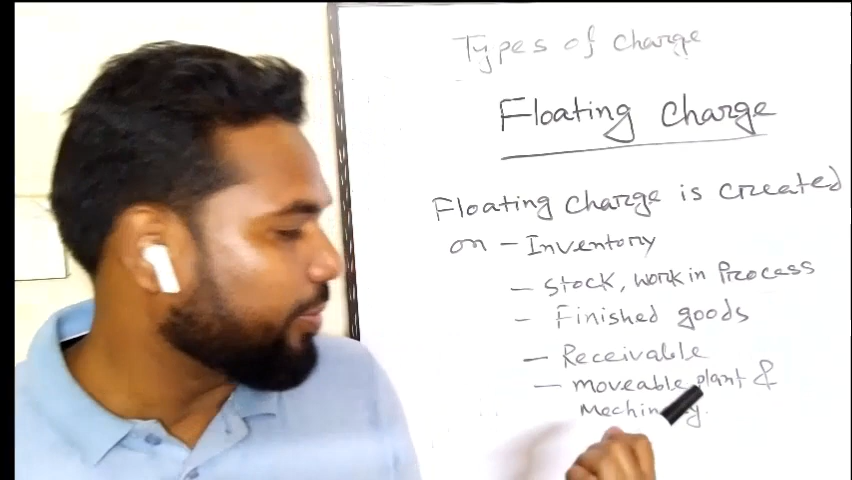 Types of charge
Floating charge
Floating charge is created
on - Inventory
- Stock, work in Process
- Finished goods
- Receivable
- moveable plant &